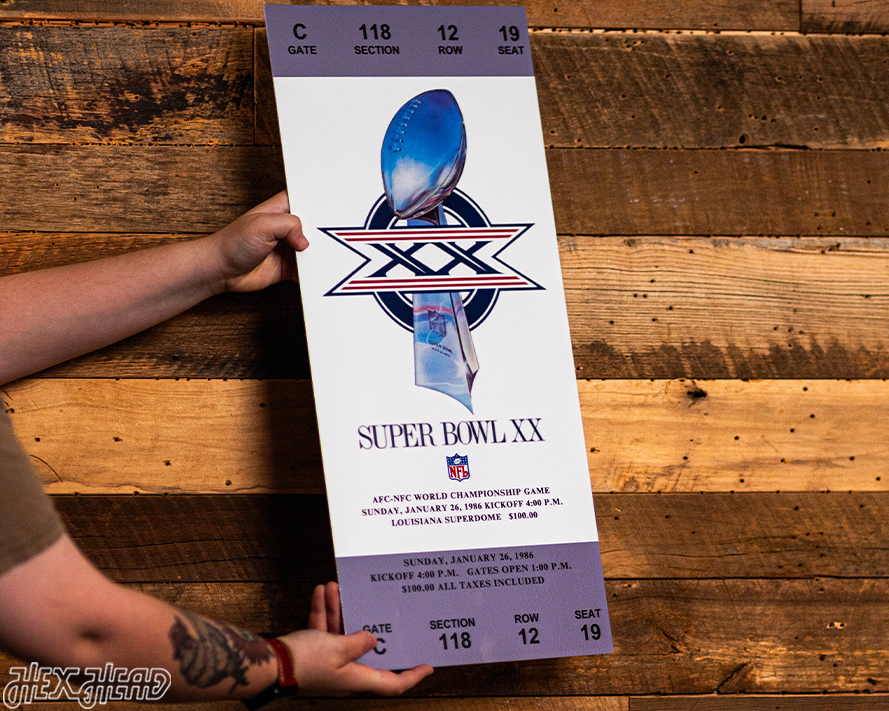 C 118 12 19
GATE SECTION ROW SEAT
XX
SUPER BOWL XX
NFL
AFC-NFC WORLD CHAMPIONSHIP GAME
SUNDAY, JANUARY 26, 1986 KICKOFF 4:00 P.M.
LOUISIANA SUPERDOME $100.00
SUNDAY, JANUARY 26, 1986
KICKOFF 4:00 P.M. GATES OPEN 1:00 P.M.
$100.00 ALL TAXES INCLUDED
GATE SECTION ROW SEAT
C 118 12 19
HEX HEAD